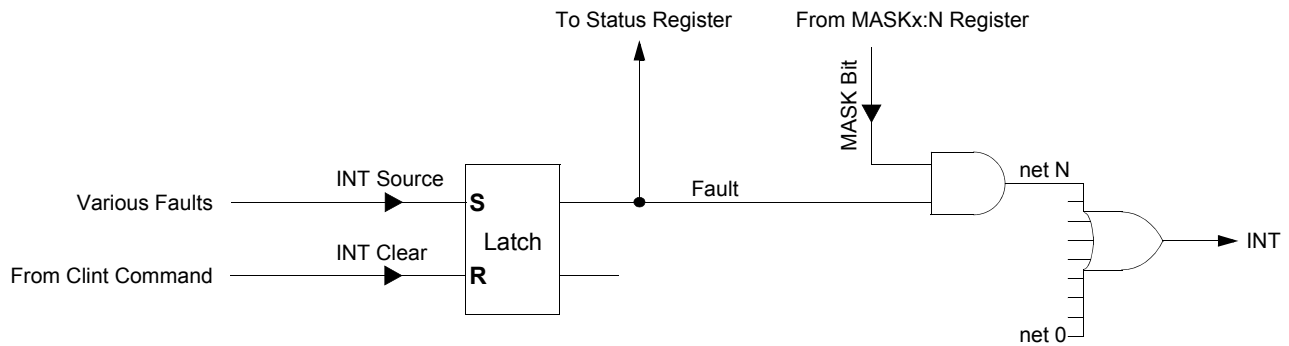 To Status Register
From MASKx:N Register
MASK Bit
INT Source
Various Faults
S
Fault
net N
Latch
INT
INT Clear
From Clint Command
R
net 0